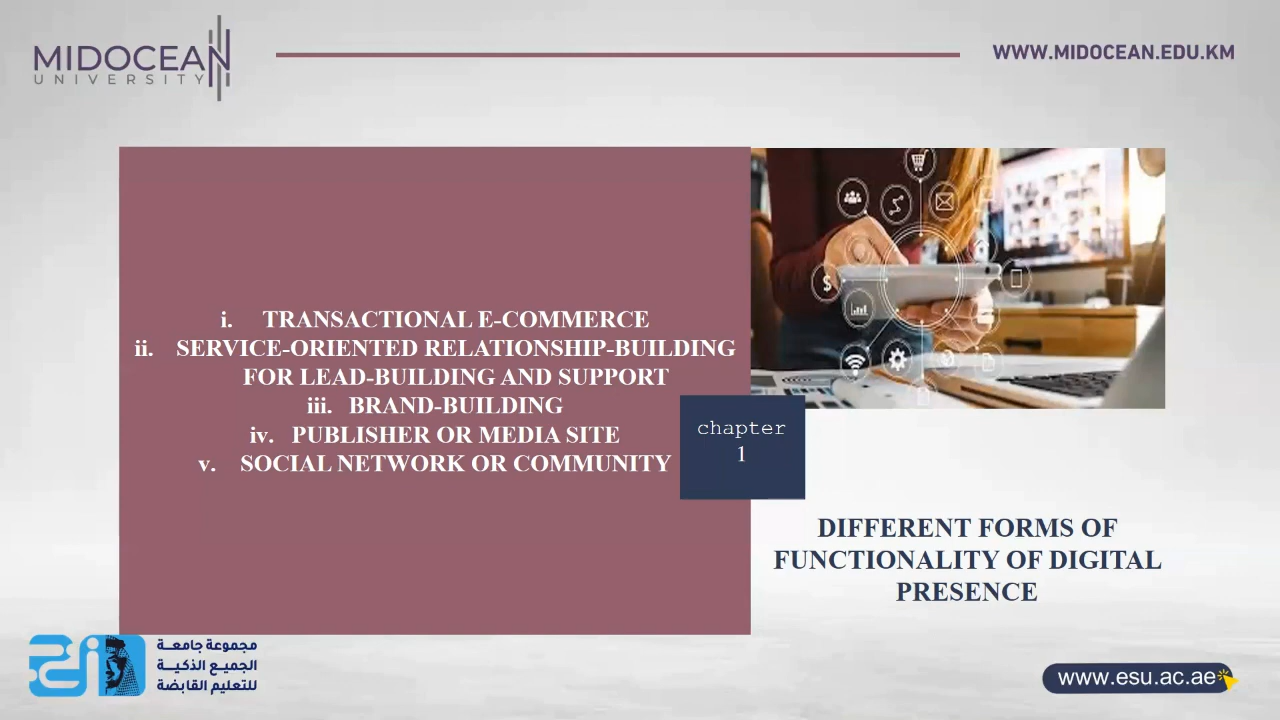 MIDOCEAN
UNIVERSITY
WWW.MIDOCEAN.EDU.KM
i. TRANSACTIONAL E-COMMERCE
ii. SERVICE-ORIENTED RELATIONSHIP-BUILDING
FOR LEAD-BUILDING AND SUPPORT
iii. BRAND-BUILDING
iv. PUBLISHER OR MEDIA SITE
v. SOCIAL NETWORK OR COMMUNITY
chapter
1
DIFFERENT FORMS OF
FUNCTIONALITY OF DIGITAL
PRESENCE
مجموعة جامعة
الجميع الذكية
للتعليم القابضة
www.esu.ac.ae